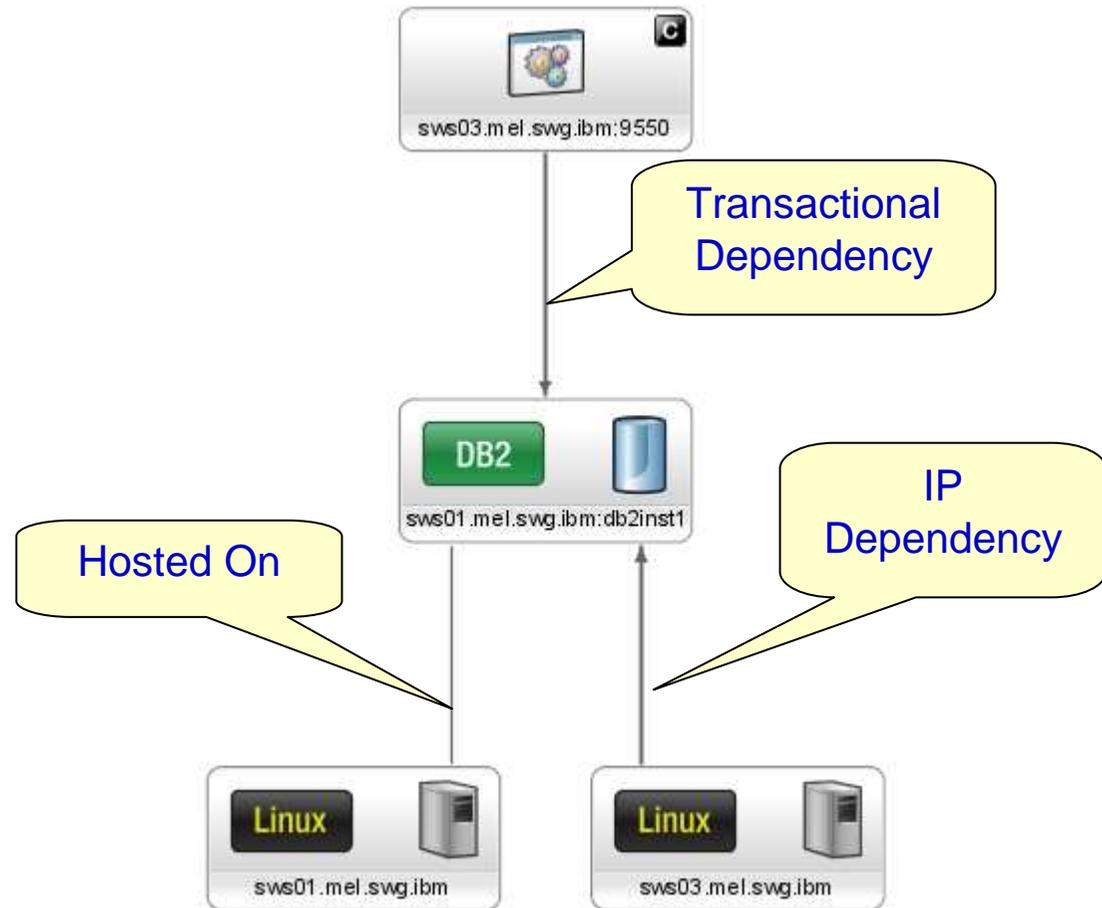 C
sws03.mel.swg.ibm:9550
Transactional
Dependency
DB2
sws01.mel.swg.ibm:db2inst1
IP
Dependency
Hosted On
Linux
sws01.mel.swg.ibm
Linux
sws03.mel.swg.ibm